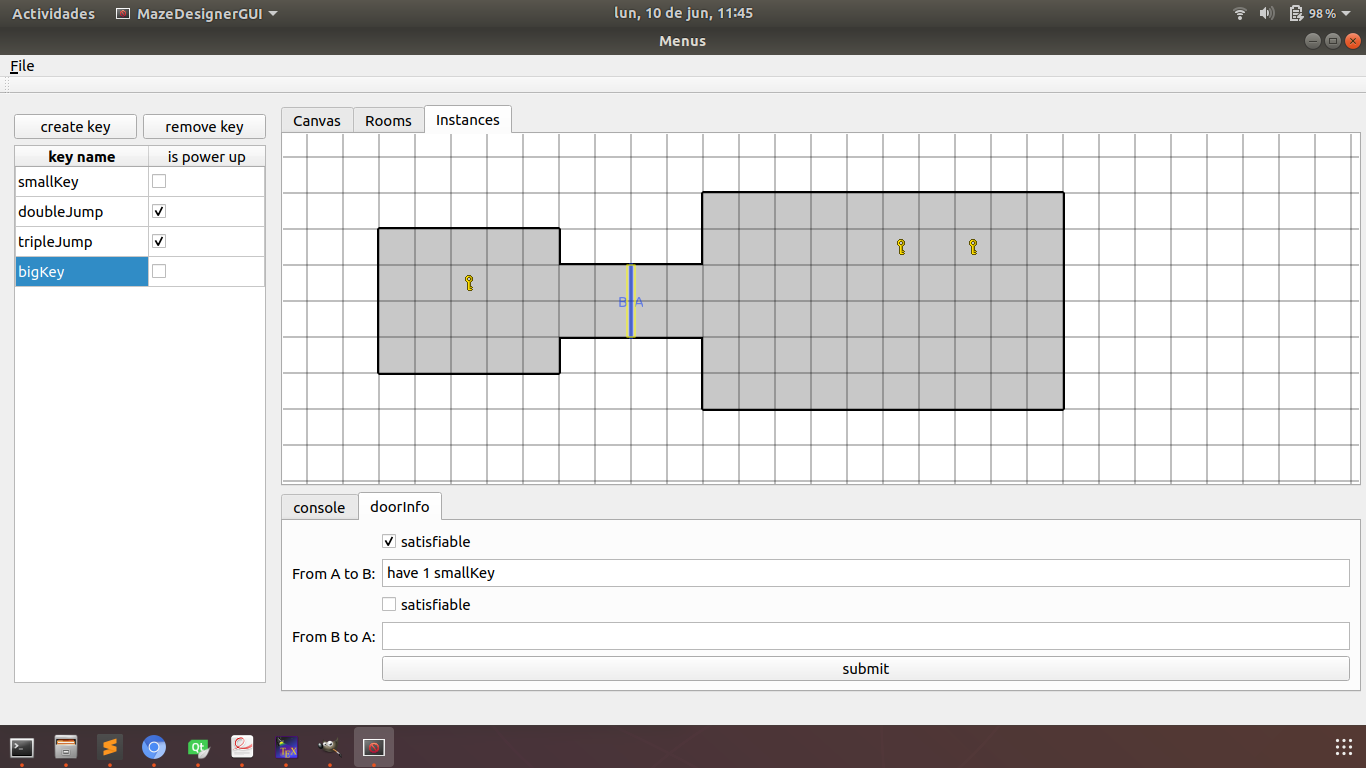 Actividades MazeDesignerGUI lun, 10 de jun, 11:45 98 %
Menus
File
create key remove key
key name is power up
smallKey
doubleJump
tripleJump
bigKey
Canvas Rooms Instances
B A
console doorInfo
satisfiable
From A to B: have 1 smallKey
satisfiable
From B to A:
submit
TEX
Qt